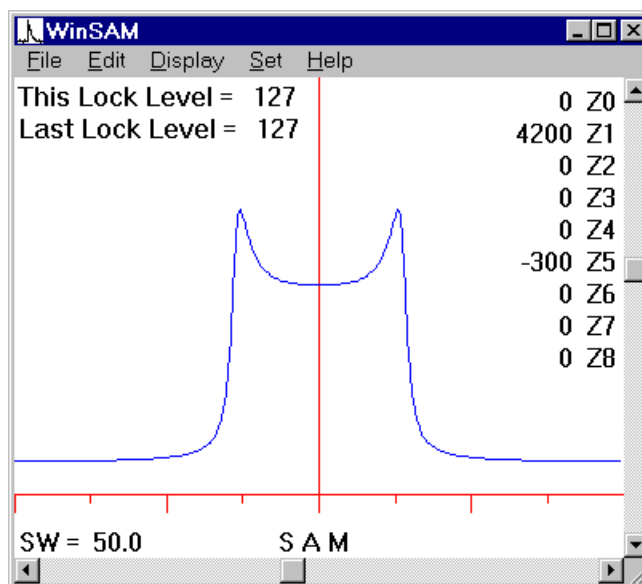 WinSAM
File Edit Display Set Help
This Lock Level = 127
Last Lock Level = 127
0 Z0
4200 Z1
0 Z2
0 Z3
0 Z4
-300 Z5
0 Z6
0 Z7
0 Z8
SW = 50.0 S A M